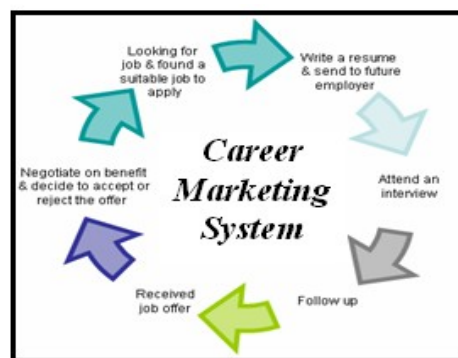 Looking for
job & found a
suitable job to
apply
Write a resume
& send to future
employer
Attend an
interview
Follow up
Received
job offer
Negotiate on benefit
& decide to accept or
reject the offer
Career
Marketing
System